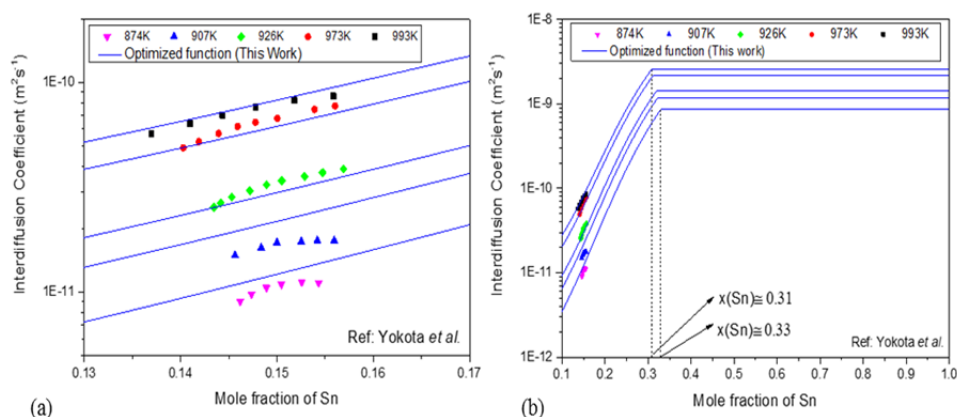 (a)
874K 907K 926K 973K 993K
Optimized function (This Work)
Interdiffusion Coefficient (m²s⁻¹)
1E-10
1E-11
Ref: Yokota et al.
0.13 0.14 0.15 0.16 0.17
Mole fraction of Sn
(b)
874K 907K 926K 973K 993K
Optimized function (This work)
Interdiffusion Coefficient (m²s⁻¹)
1E-8
1E-9
1E-10
1E-11
1E-12
x(Sn)≅0.31
x(Sn)≅0.33
Ref: Yokota et al.
0.1 0.2 0.3 0.4 0.5 0.6 0.7 0.8 0.9 1.0
Mole fraction of Sn